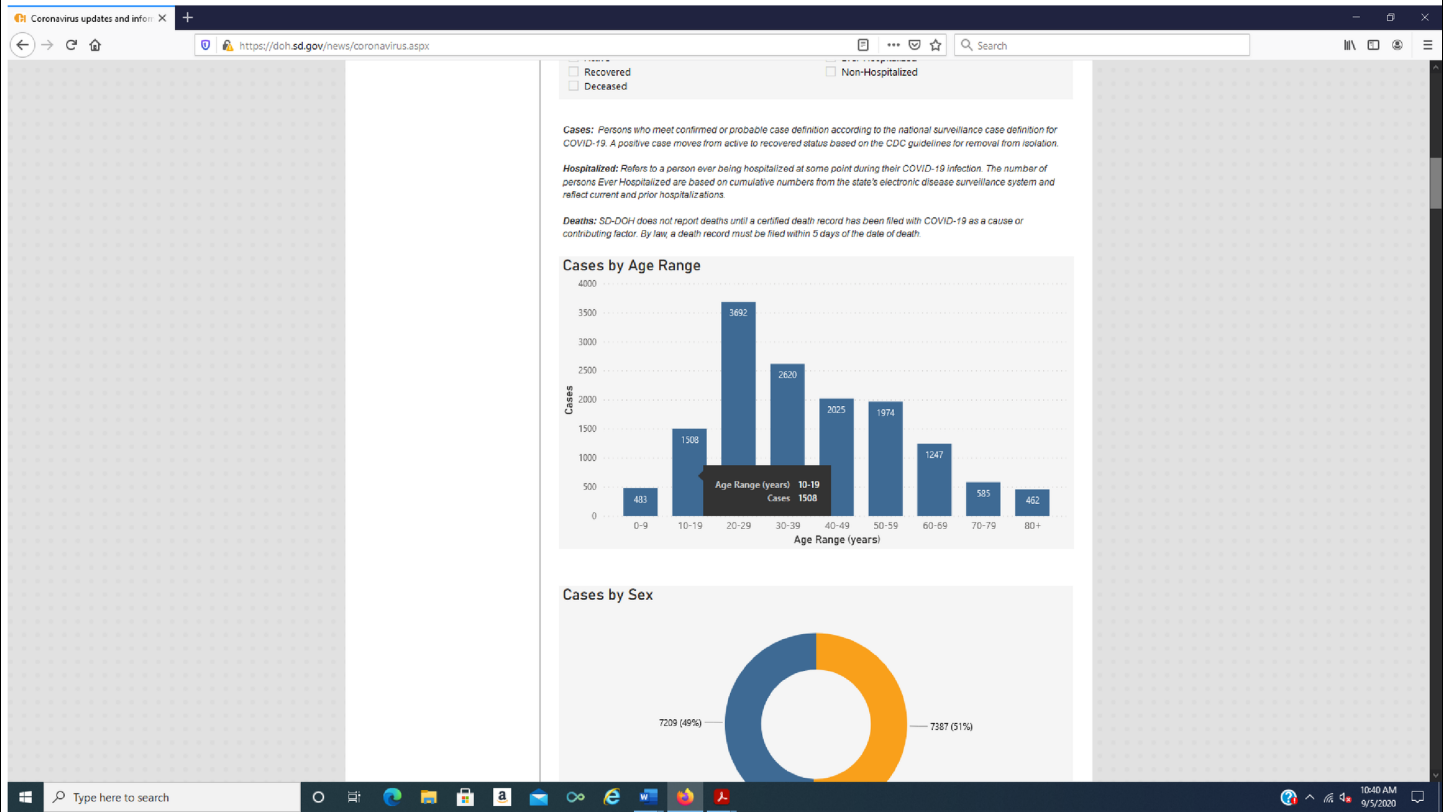 Coronavirus updates and inform
https://doh.sd.gov/news/coronavirus.aspx
Search
Recovered
Non-Hospitalized
Deceased
Cases: Persons who meet confirmed or probable case definition according to the national surveillance case definition for
COVID-19. A positive case moves from active to recovered status based on the CDC guidelines for removal from isolation.
Hospitalized: Refers to a person ever being hospitalized at some point during their COVID-19 infection. The number of
persons Ever Hospitalized are based on cumulative numbers from the state's electronic disease surveillance system and
reflect current and prior hospitalizations.
Deaths: SD-DOH does not report deaths until a certified death record has been filed with COVID-19 as a cause or
contributing factor. By law, a death record must be filed within 5 days of the date of death.
Cases by Age Range
4000
3500
3000
2500
2000
1500
1000
500
0
Cases
483
1508
3692
2620
2025
1974
1247
585
462
Age Range (years) 10-19
Cases 1508
0-9 10-19 20-29 30-39 40-49 50-59 60-69 70-79 80+
Age Range (years)
Cases by Sex
7209 (49%)
7387 (51%)
Type here to search
10:40 AM
9/5/2020